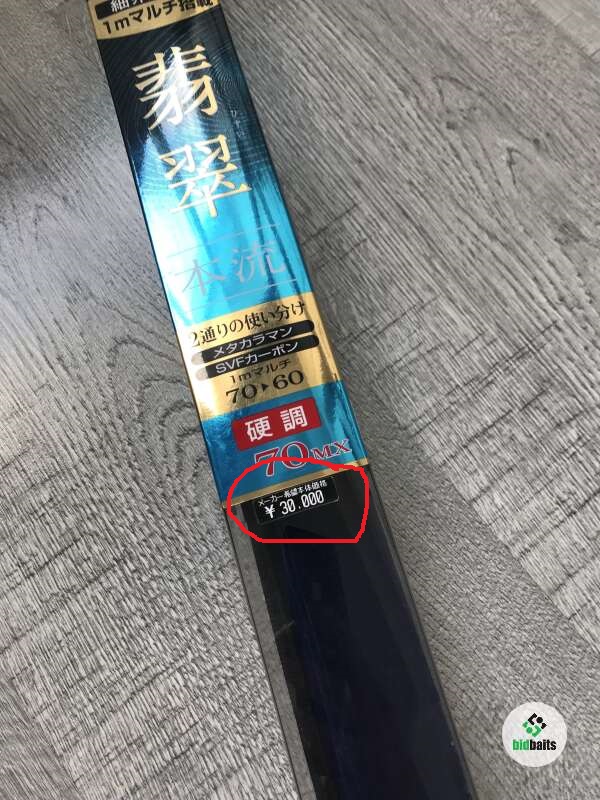 1mマルチ搭載
翡翠
本流
2通りの使い分け
メタカラマン
SVFカーボン
1mマルチ
70▶60
硬調
70MX
メーカー希望本体価格
¥30,000
bidbaits